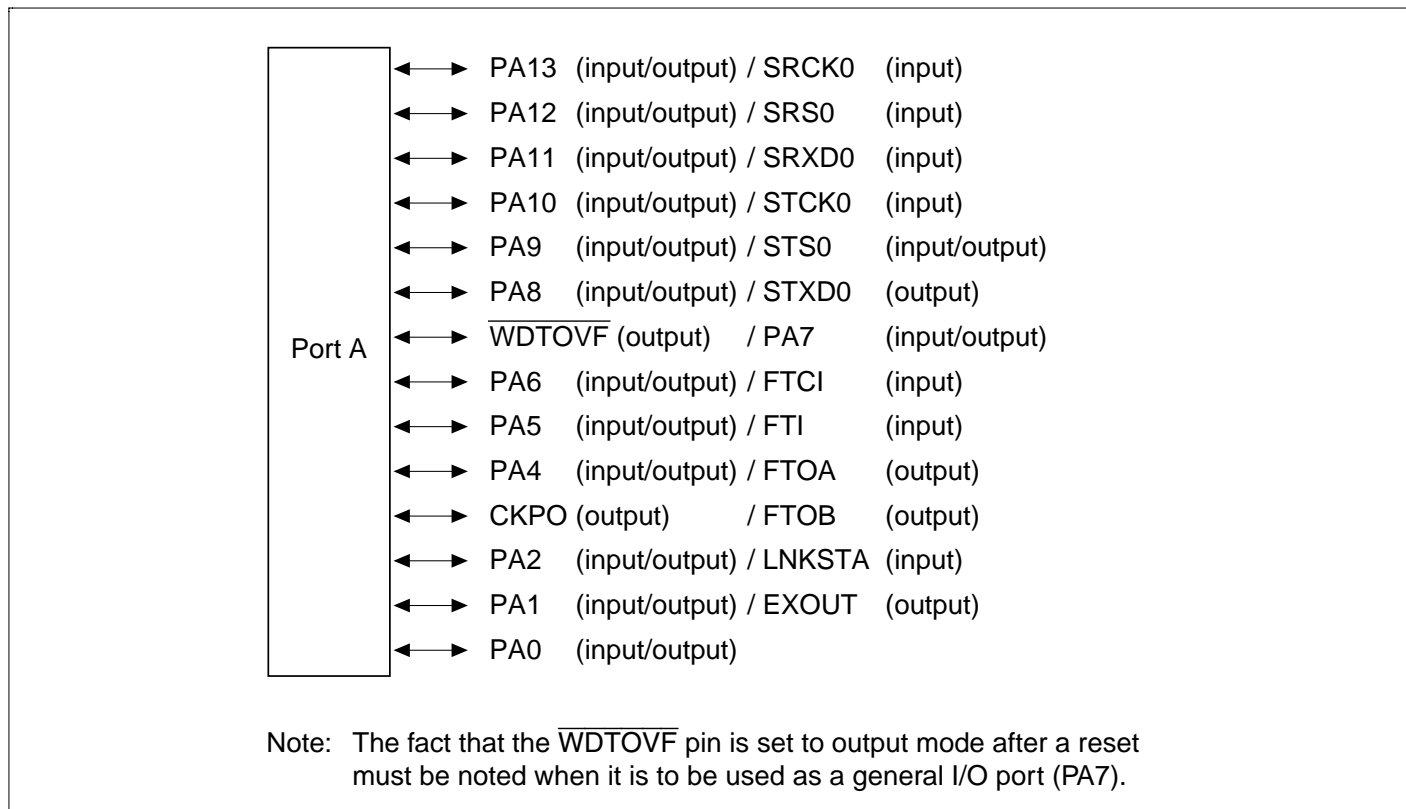 PA13 (input/output) / SRCK0 (input)
PA12 (input/output) / SRS0 (input)
PA11 (input/output) / SRXD0 (input)
PA10 (input/output) / STCK0 (input)
PA9 (input/output) / STS0 (input/output)
PA8 (input/output) / STXD0 (output)
Port A
WDTOVF (output) / PA7 (input/output)
PA6 (input/output) / FTCI (input)
PA5 (input/output) / FTI (input)
PA4 (input/output) / FTOA (output)
CKPO (output) / FTOB (output)
PA2 (input/output) / LNKSTA (input)
PA1 (input/output) / EXOUT (output)
PA0 (input/output)
Note: The fact that the WDTOVF pin is set to output mode after a reset
must be noted when it is to be used as a general I/O port (PA7).